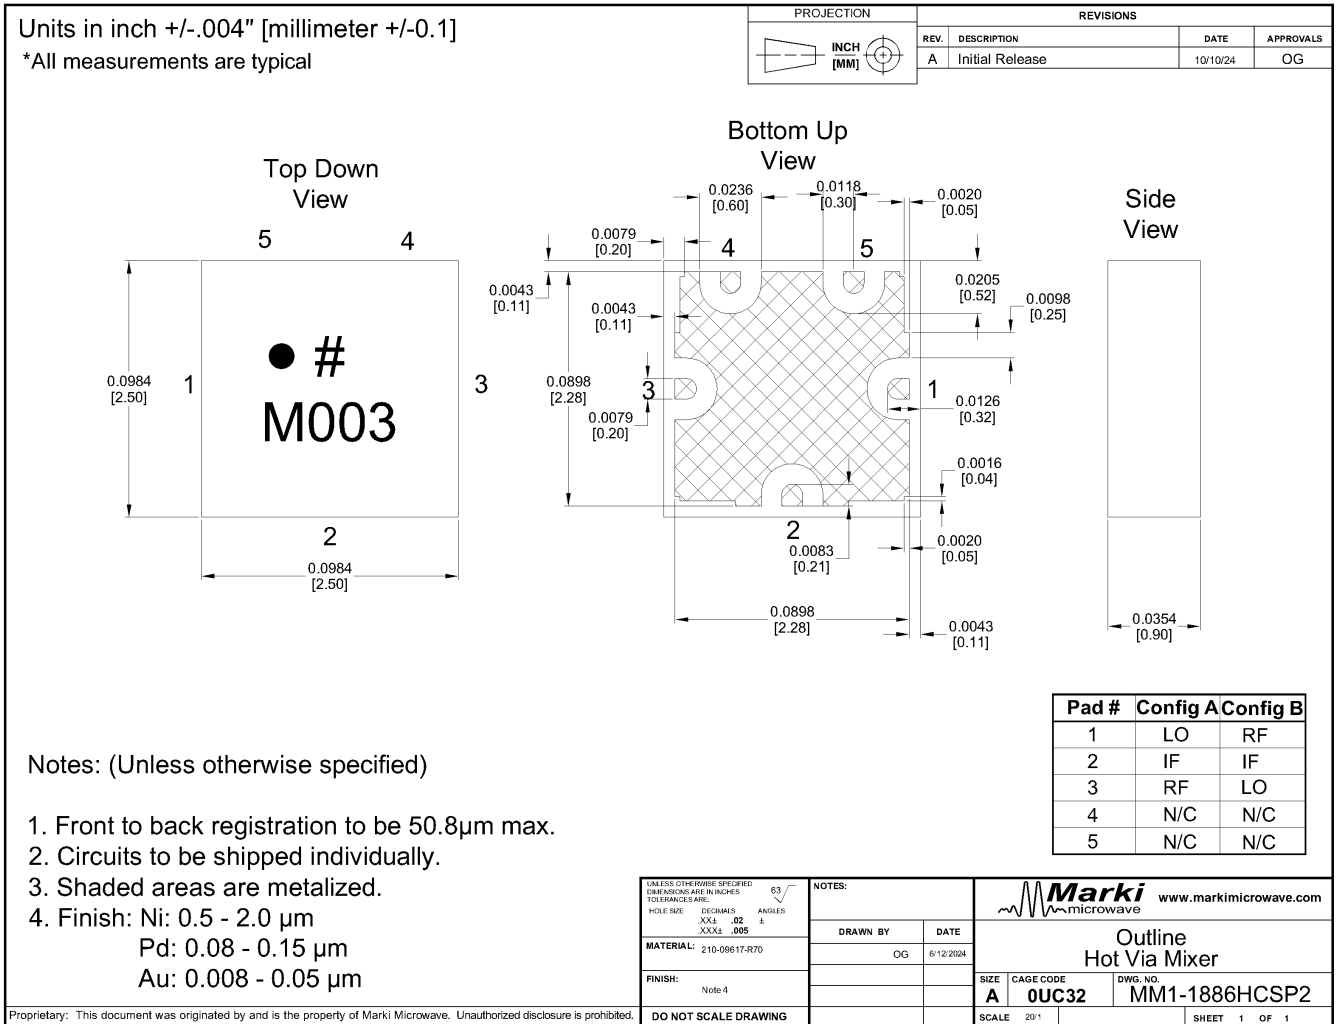 Units in inch +/-.004" [millimeter +/-0.1]
*All measurements are typical
PROJECTION
INCH
[MM]
REVISIONS
REV. DESCRIPTION DATE APPROVALS
A Initial Release 10/10/24 OG
Top Down
View
5 4
0.0984
[2.50]
1
#
M003
3
2
0.0984
[2.50]
Bottom Up
View
0.0236
[0.60]
0.0118
[0.30]
0.0020
[0.05]
0.0079
[0.20]
4
5
0.0043
[0.11]
0.0205
[0.52]
0.0098
[0.25]
0.0043
[0.11]
0.0898
[2.28]
3
1
0.0126
[0.32]
0.0079
[0.20]
0.0016
[0.04]
2
0.0083
[0.21]
0.0020
[0.05]
0.0898
[2.28]
0.0043
[0.11]
Side
View
0.0354
[0.90]
Pad # Config A Config B
1 LO RF
2 IF IF
3 RF LO
4 N/C N/C
5 N/C N/C
Notes: (Unless otherwise specified)
1. Front to back registration to be 50.8µm max.
2. Circuits to be shipped individually.
3. Shaded areas are metalized.
4. Finish: Ni: 0.5 - 2.0 µm
Pd: 0.08 - 0.15 µm
Au: 0.008 - 0.05 µm
Proprietary: This document was originated by and is the property of Marki Microwave. Unauthorized disclosure is prohibited.
UNLESS OTHERWISE SPECIFIED
DIMENSIONS ARE IN INCHES
TOLERANCES ARE:
63
HOLE SIZE DECIMALS ANGLES
.XX± .02 ±
.XXX± .005
MATERIAL: 210-09617-R70
FINISH:
Note 4
DO NOT SCALE DRAWING
NOTES:
DRAWN BY DATE
OG 6/12/2024
Marki
microwave
www.markimicrowave.com
Outline
Hot Via Mixer
SIZE CAGE CODE DWG. NO.
A 0UC32 MM1-1886HCSP2
SCALE 20/1 SHEET 1 OF 1